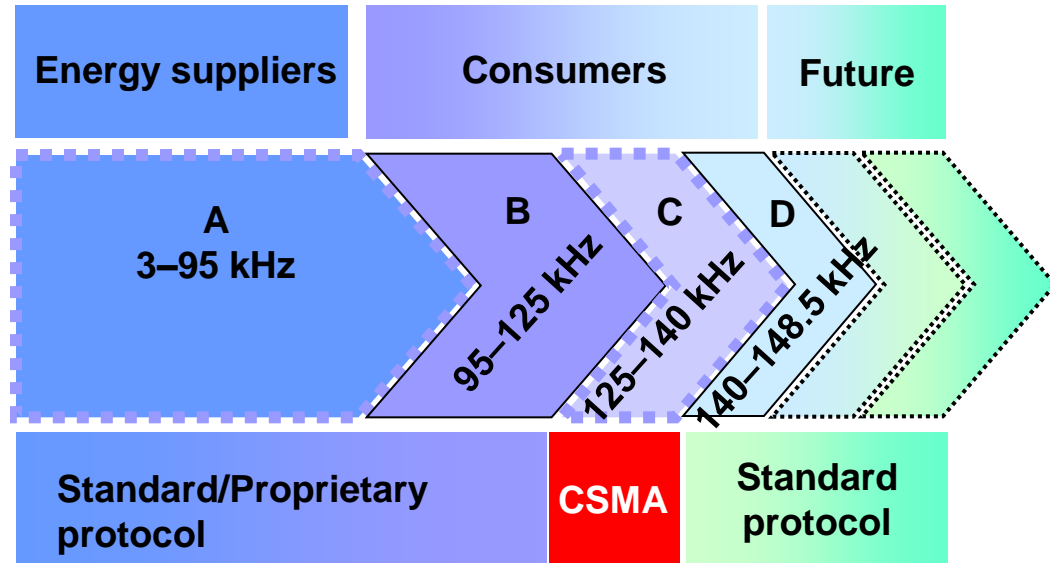 Energy suppliers
Consumers
Future
A
3–95 kHz
B
95–125 kHz
C
125–140 kHz
D
140–148.5 kHz
Standard/Proprietary
protocol
CSMA
Standard
protocol